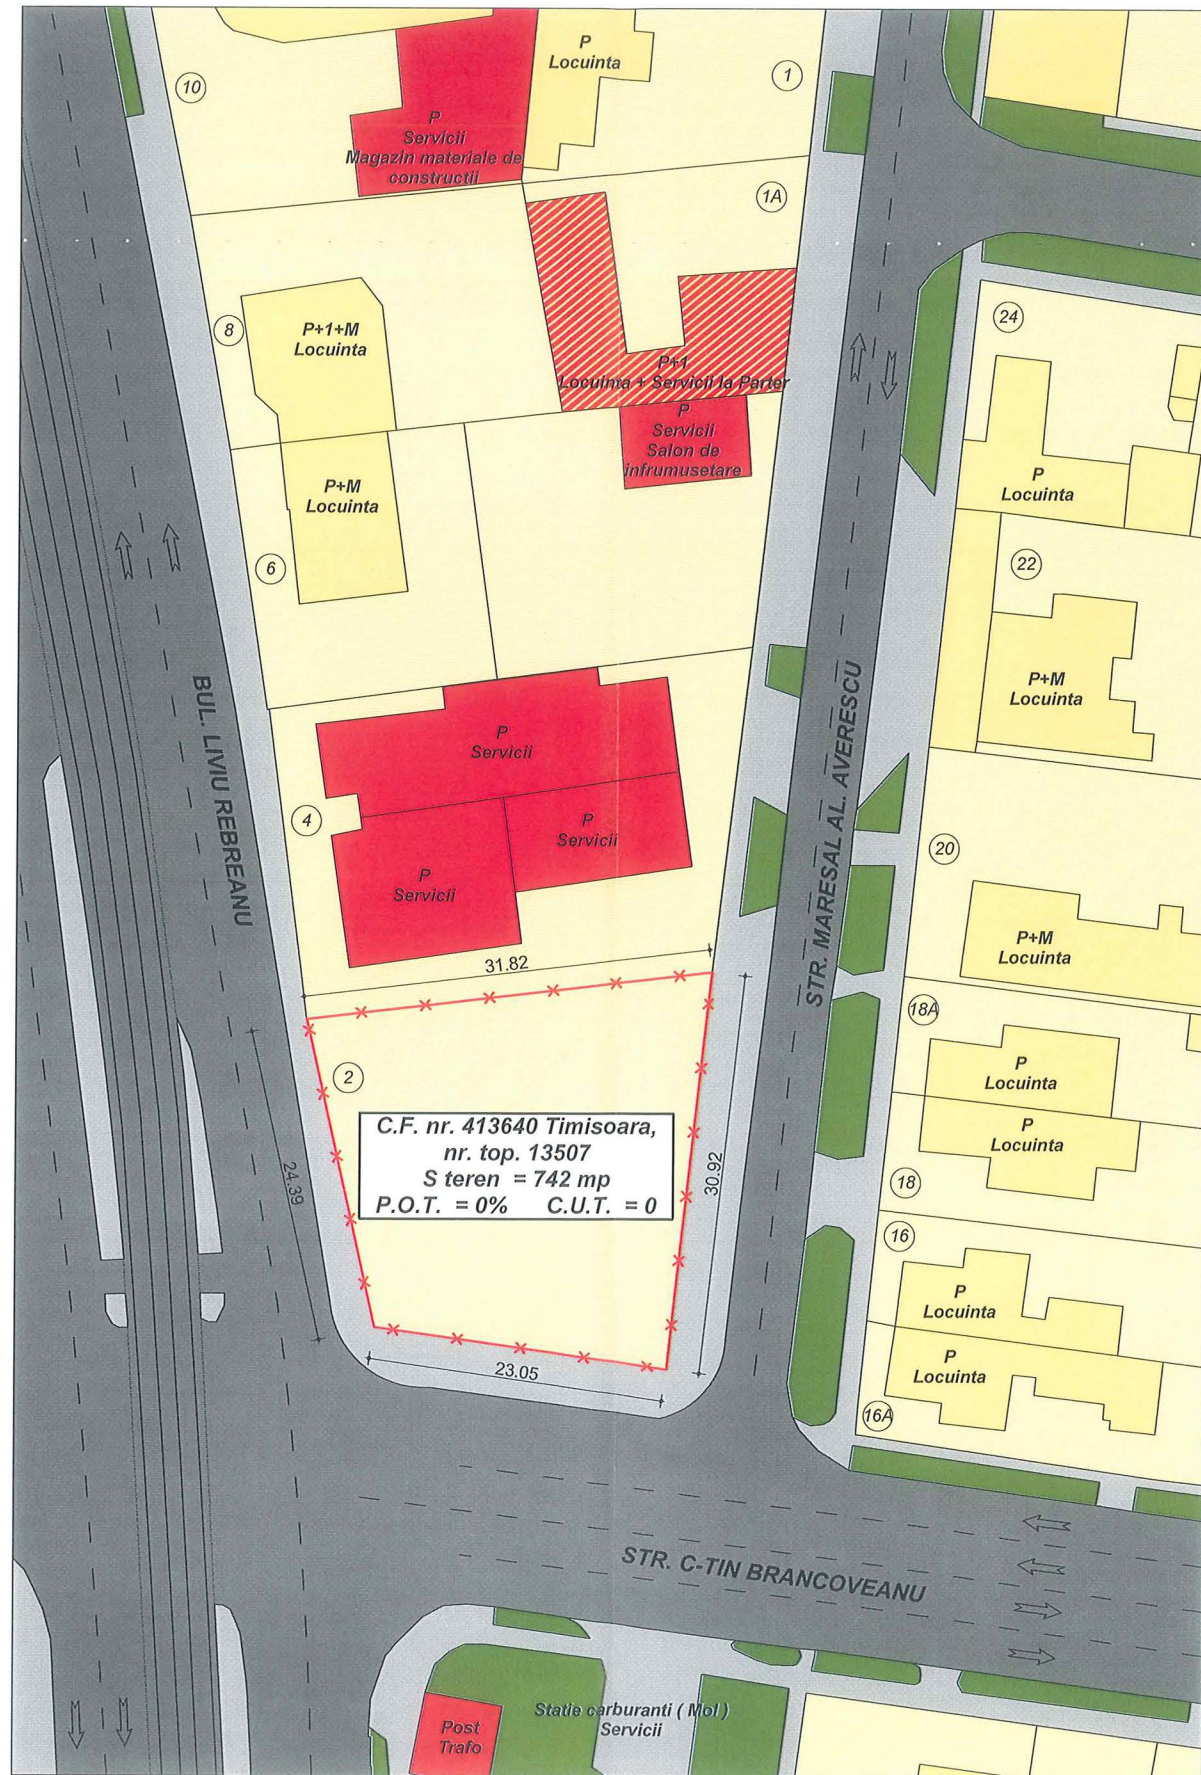 P
Locuinta
1
10
P
Servicii
Magazin materiale de
constructii
1A
8
P+1+M
Locuinta
24
P+1
Locuinta + Servicii la Parter
P
Servicii
Salon de
infrumusetare
P+M
Locuinta
P
Locuinta
6
22
P+M
Locuinta
BUL. LIVIU REBREANU
STR. MARESAL AL. AVERESCU
P
Servicii
4
P
Servicii
P
Servicii
20
P+M
Locuinta
31.82
18A
P
Locuinta
2
C.F. nr. 413640 Timisoara,
nr. top. 13507
S teren = 742 mp
P.O.T. = 0% C.U.T. = 0
24.39
30.92
P
Locuinta
18
16
P
Locuinta
P
Locuinta
23.05
16A
STR. C-TIN BRANCOVEANU
Statie carburanti ( Mol )
Servicii
Post
Trafo